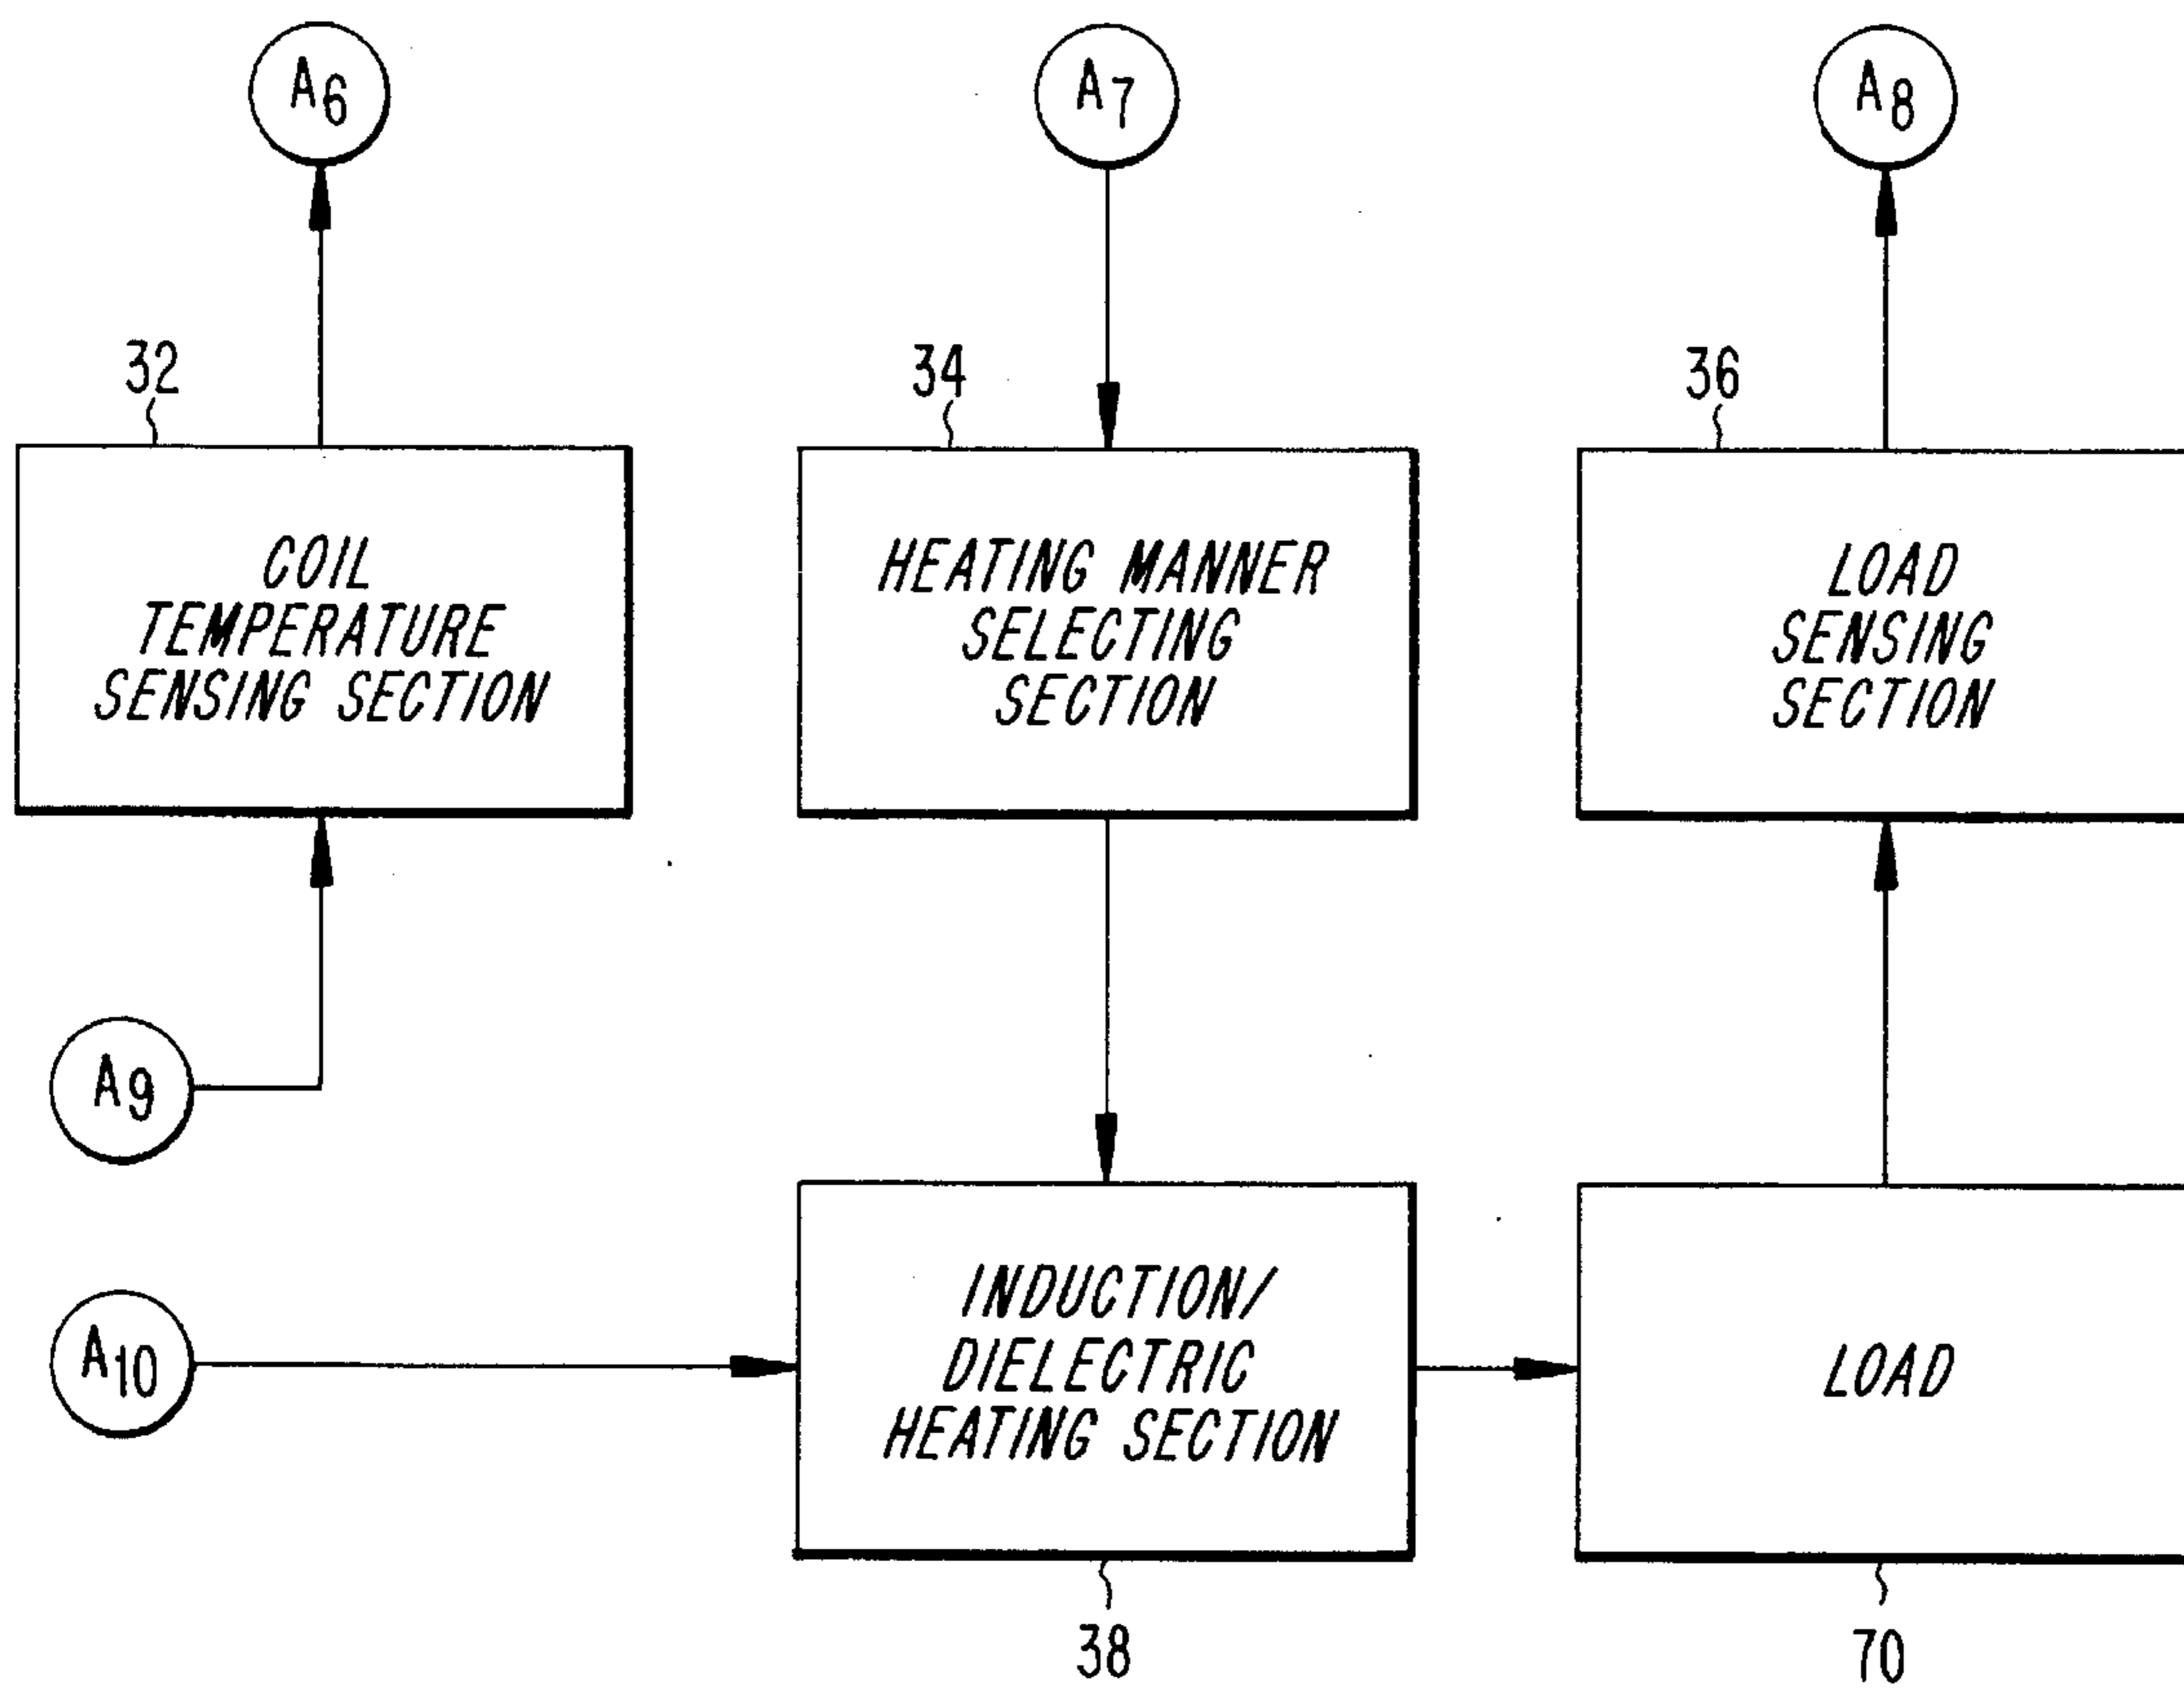 A6
A7
A8
32
34
36
COIL
TEMPERATURE
SENSING SECTION
HEATING MANNER
SELECTING
SECTION
LOAD
SENSING
SECTION
A9
A10
INDUCTION/
DIELECTRIC
HEATING SECTION
LOAD
38
70